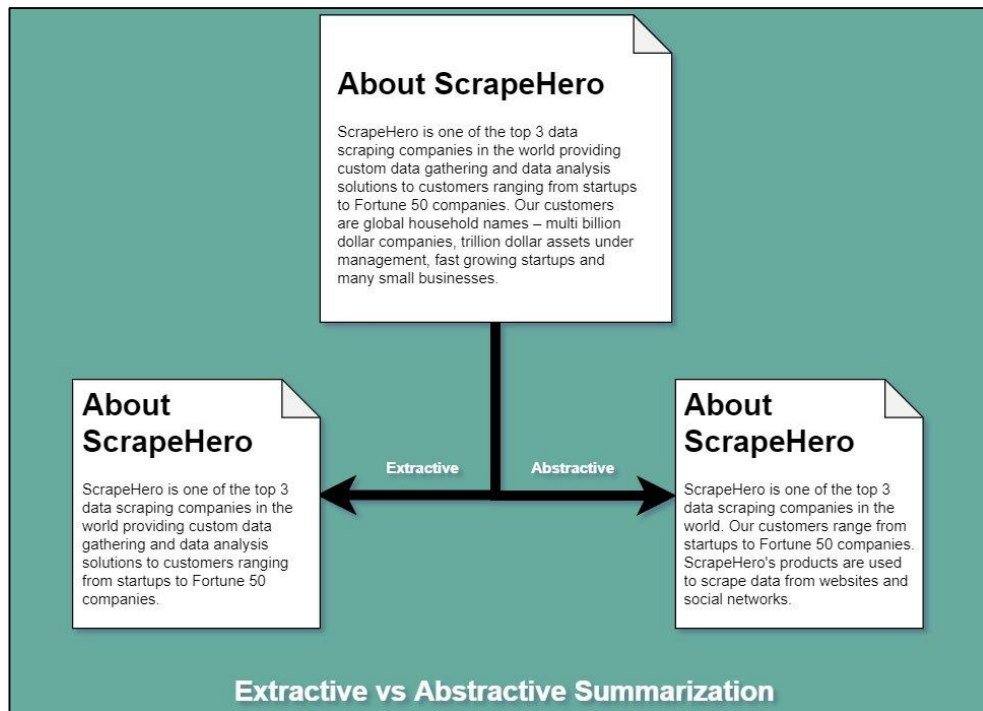 About ScrapeHero
ScrapeHero is one of the top 3 data
scraping companies in the world providing
custom data gathering and data analysis
solutions to customers ranging from startups
to Fortune 50 companies. Our customers
are global household names – multi billion
dollar companies, trillion dollar assets under
management, fast growing startups and
many small businesses.
Extractive
Abstractive
About
ScrapeHero
ScrapeHero is one of the top 3
data scraping companies in the
world providing custom data
gathering and data analysis
solutions to customers ranging
from startups to Fortune 50
companies.
About
ScrapeHero
ScrapeHero is one of the top 3
data scraping companies in the
world. Our customers range from
startups to Fortune 50 companies.
ScrapeHero's products are used
to scrape data from websites and
social networks.
Extractive vs Abstractive Summarization